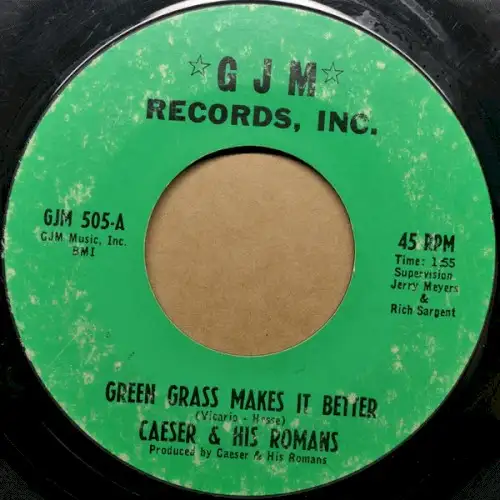 ☆ G J M ☆
RECORDS, INC.
GJM 505-A
GJM Music, Inc.
BMI
45 RPM
Time: 1:55
Supervision
Jerry Meyers
&
Rich Sargent
GREEN GRASS MAKES IT BETTER
(Vicario - Hesse)
CAESER & HIS ROMANS
Produced by Caeser & His Romans